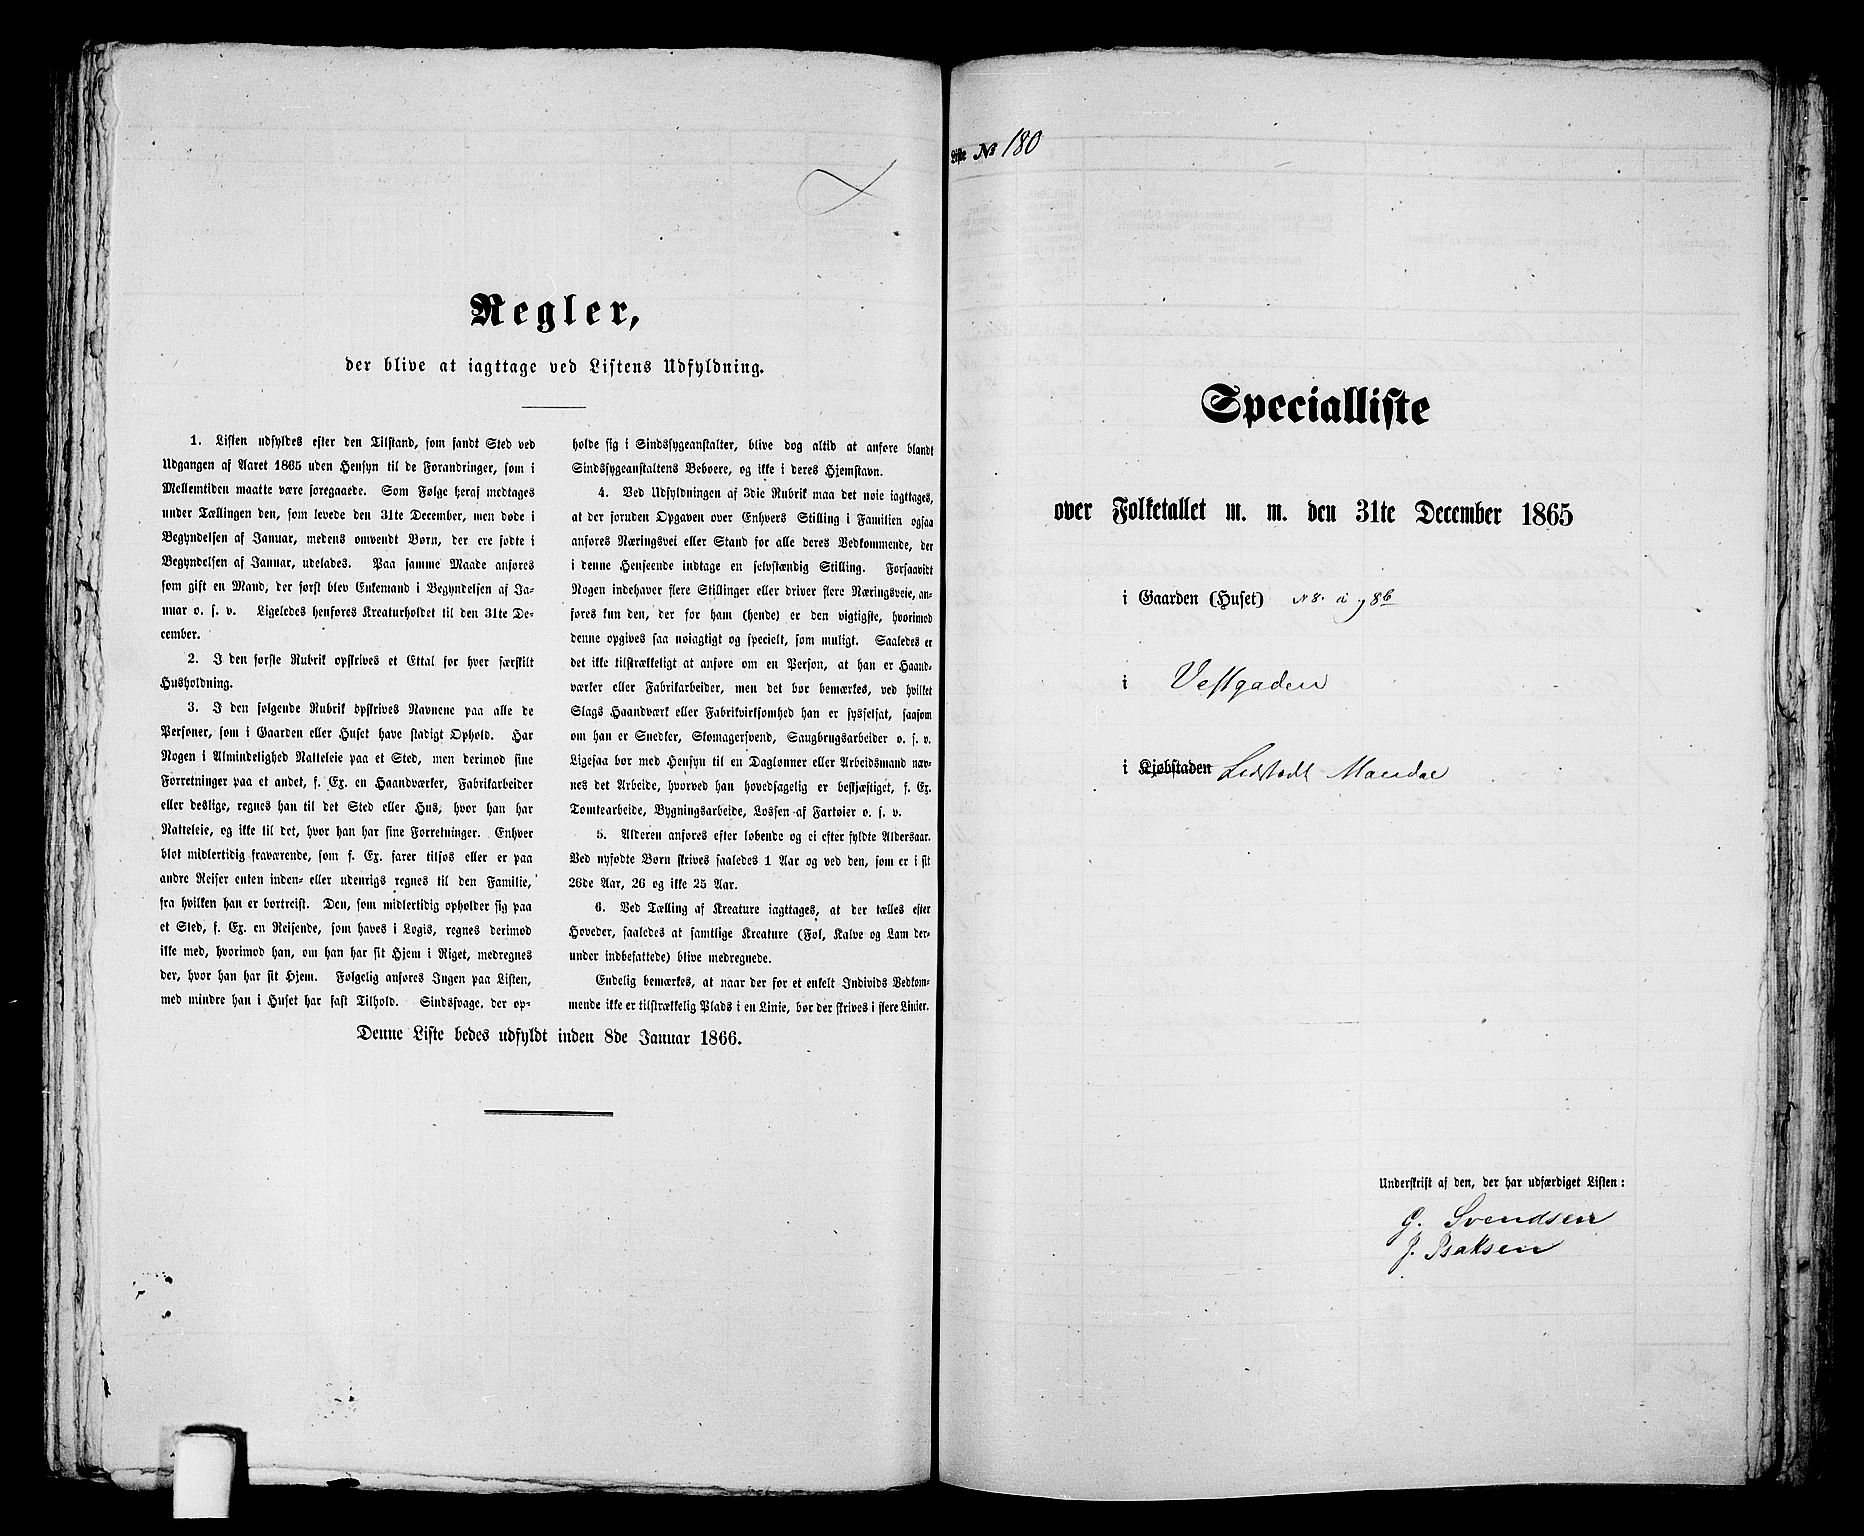 Regler,
der blive at iagttage ved Listens Udfyldning.
1. Listen udfyldes efter den Tilstand, som fandt Sted ved
Udgangen af Aaret 1865 uden Hensyn til de Forandringer, som i
Mellemtiden maatte være foregaaede. Som Følge heraf medtages
under Tællingen den, som levede den 31te December, men døde i
Begyndelsen af Januar, medens omvendt Børn, der ere fødte i
Begyndelsen af Januar, udelades. Paa samme Maade anføres
som gift en Mand, der først blev Enkemand i Begyndelsen af Ja-
nuar o. s. v. Ligeledes henføres Kreaturholdet til den 31te De-
cember.
2. I den første Rubrik opskrives et Ettal for hver særskilt
Husholdning.
3. I den følgende Rubrik opskrives Navnene paa alle de
Personer, som i Gaarden eller Huset have stadigt Ophold. Har
Nogen i Almindelighed Natteleie paa et Sted, men derimod sine
Forretninger paa et andet, f. Ex. en Haandværker, Fabrikarbeider
eller deslige, regnes han til det Sted eller Hus, hvor han har
Natteleie, og ikke til det, hvor han har sine Forretninger. Enhver
blot midlertidig fraværende, som f. Ex. farer tilsøs eller er paa
andre Reiser enten inden- eller udenrigs regnes til den Familie,
fra hvilken han er bortreist. Den, som midlertidig opholder sig paa
et Sted, f. Ex. en Reisende, som haves i Logis, regnes derimod
ikke med, hvorimod han, om han har sit Hjem i Riget, medregnes
der, hvor han har sit Hjem. Følgelig anføres Ingen paa Listen,
med mindre han i Huset har fast Tilhold. Sindssvage, der op-
holde sig i Sindssygeanstalter, blive dog altid at anføre blandt
Sindssygeanstaltens Beboere, og ikke i deres Hjemstavn.
4. Ved Udfyldningen af 3die Rubrik maa det nøie iagttages,
at der foruden Opgaven over Enhvers Stilling i Familien ogsaa
anføres Næringsvei eller Stand for alle deres Vedkommende, der
i denne Henseende indtage en selvstændig Stilling. Forsaavidt
Nogen indehaver flere Stillinger eller driver flere Næringsveie, an-
føres kun den, der for ham (hende) er den vigtigste, hvorimod
denne opgives saa nøiagtigt og specielt, som muligt. Saaledes er
det ikke tilstrækkeligt at anføre om en Person, at han er Haand-
værker eller Fabrikarbeider, men det bør bemærkes, ved hvilket
Slags Haandværk eller Fabrikvirksomhed han er sysselsat, saasom
om han er Snedker, Skomagersvend, Saugbrugsarbeider o. s. v.
Ligesaa bør med Hensyn til en Daglønner eller Arbeidsmand næv-
nes det Arbeide, hvorved han hovedsagelig er beskjæftiget, f. Ex.
Tomtearbeide, Bygningsarbeide, Lossen af Fartøier o. s. v.
5. Alderen anføres efter løbende og ei efter fyldte Aldersaar.
Ved nyfødte Børn skrives saaledes 1 Aar og ved den, som er i sit
26de Aar, 26 og ikke 25 Aar.
6. Ved Tælling af Kreature iagttages, at der tælles efter
Hoveder, saaledes at samtlige Kreature (Føl, Kalve og Lam der-
under indbefattede) blive medregnede.
Endelig bemærkes, at naar der for et enkelt Individs Vedkom-
mende ikke er tilstrækkelig Plads i en Linie, bør der skrives i flere Linier.
Denne Liste bedes udfyldt inden 8de Januar 1866.
Liste No 180
Specialliste
over Folketallet m. m. den 31te December 1865
i Gaarden (Huset) 8b
i Vestgaden
i Kjøbstaden Ladstedt Mandal
Underskrift af den, der har udfærdiget Listen:
G. Svendsen
J. Isaksen